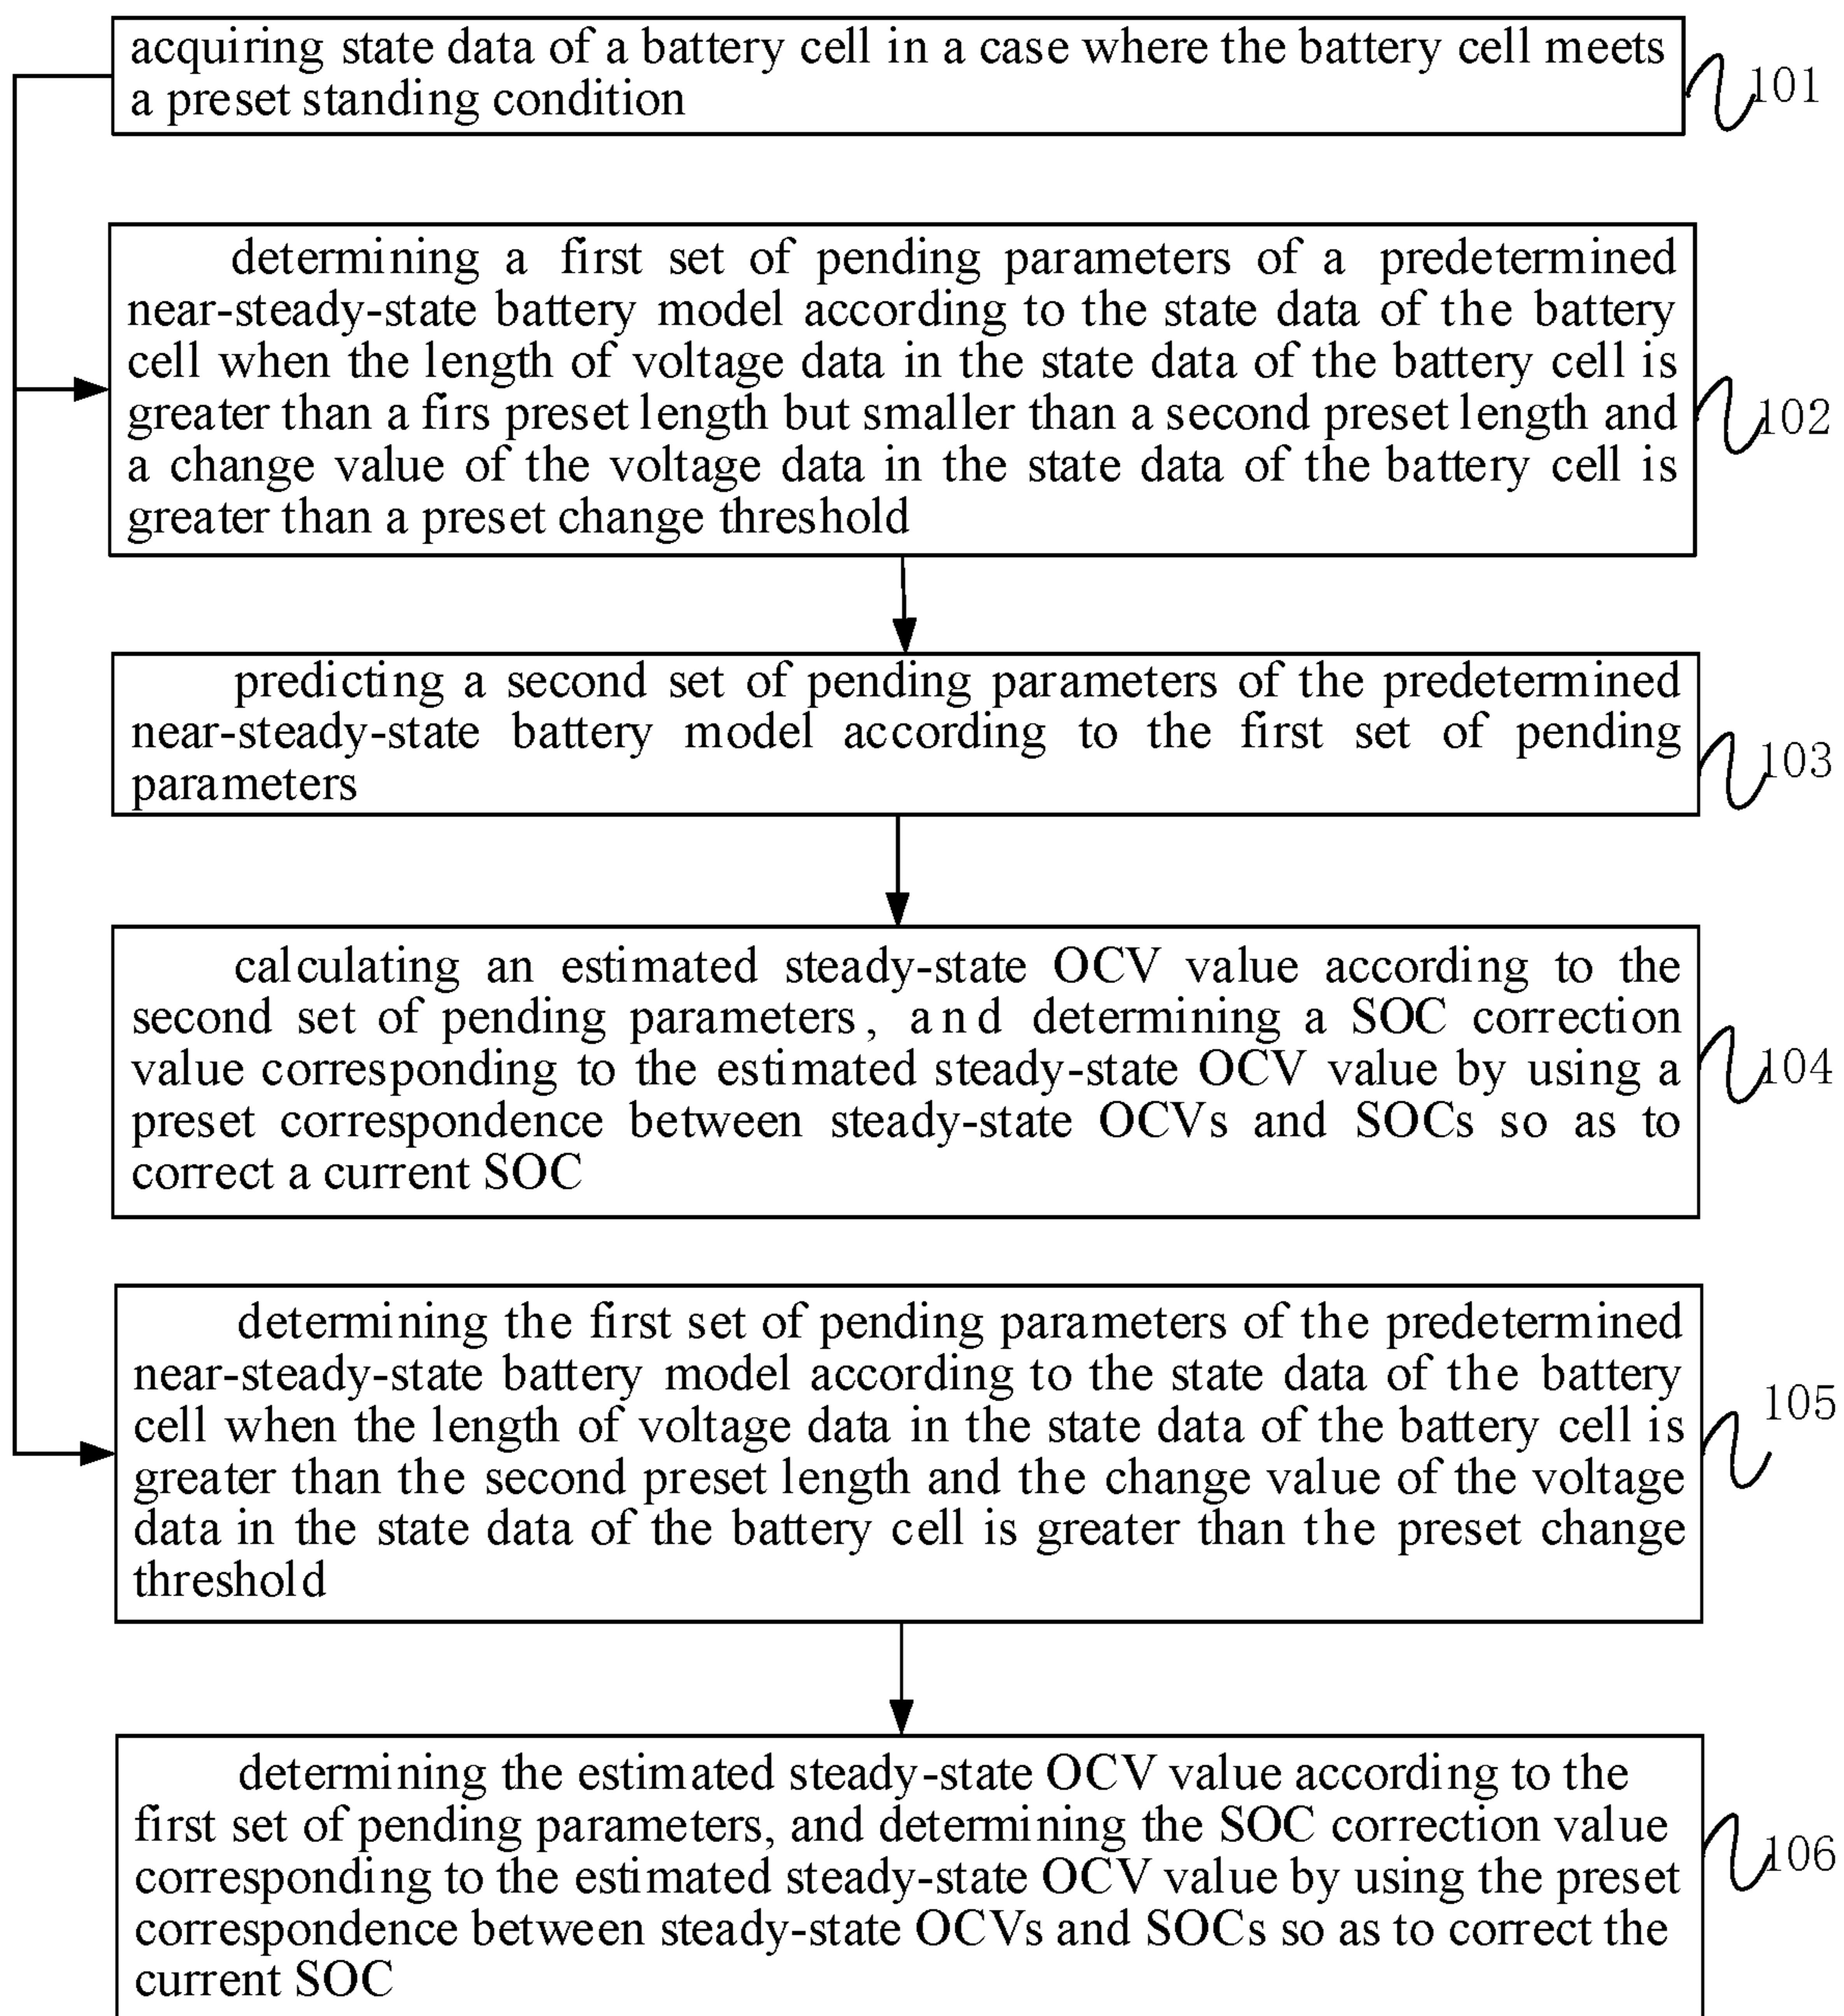 acquiring state data of a battery cell in a case where the battery cell meets
a preset standing condition
101
determining a first set of pending parameters of a predetermined
near-steady-state battery model according to the state data of the battery
cell when the length of voltage data in the state data of the battery cell is
greater than a firs preset length but smaller than a second preset length and
a change value of the voltage data in the state data of the battery cell is
greater than a preset change threshold
102
predicting a second set of pending parameters of the predetermined
near-steady-state battery model according to the first set of pending
parameters
103
calculating an estimated steady-state OCV value according to the
second set of pending parameters, and determining a SOC correction
value corresponding to the estimated steady-state OCV value by using a
preset correspondence between steady-state OCVs and SOCs so as to
correct a current SOC
104
determining the first set of pending parameters of the predetermined
near-steady-state battery model according to the state data of the battery
cell when the length of voltage data in the state data of the battery cell is
greater than the second preset length and the change value of the voltage
data in the state data of the battery cell is greater than the preset change
threshold
105
determining the estimated steady-state OCV value according to the
first set of pending parameters, and determining the SOC correction value
corresponding to the estimated steady-state OCV value by using the preset
correspondence between steady-state OCVs and SOCs so as to correct the
current SOC
106